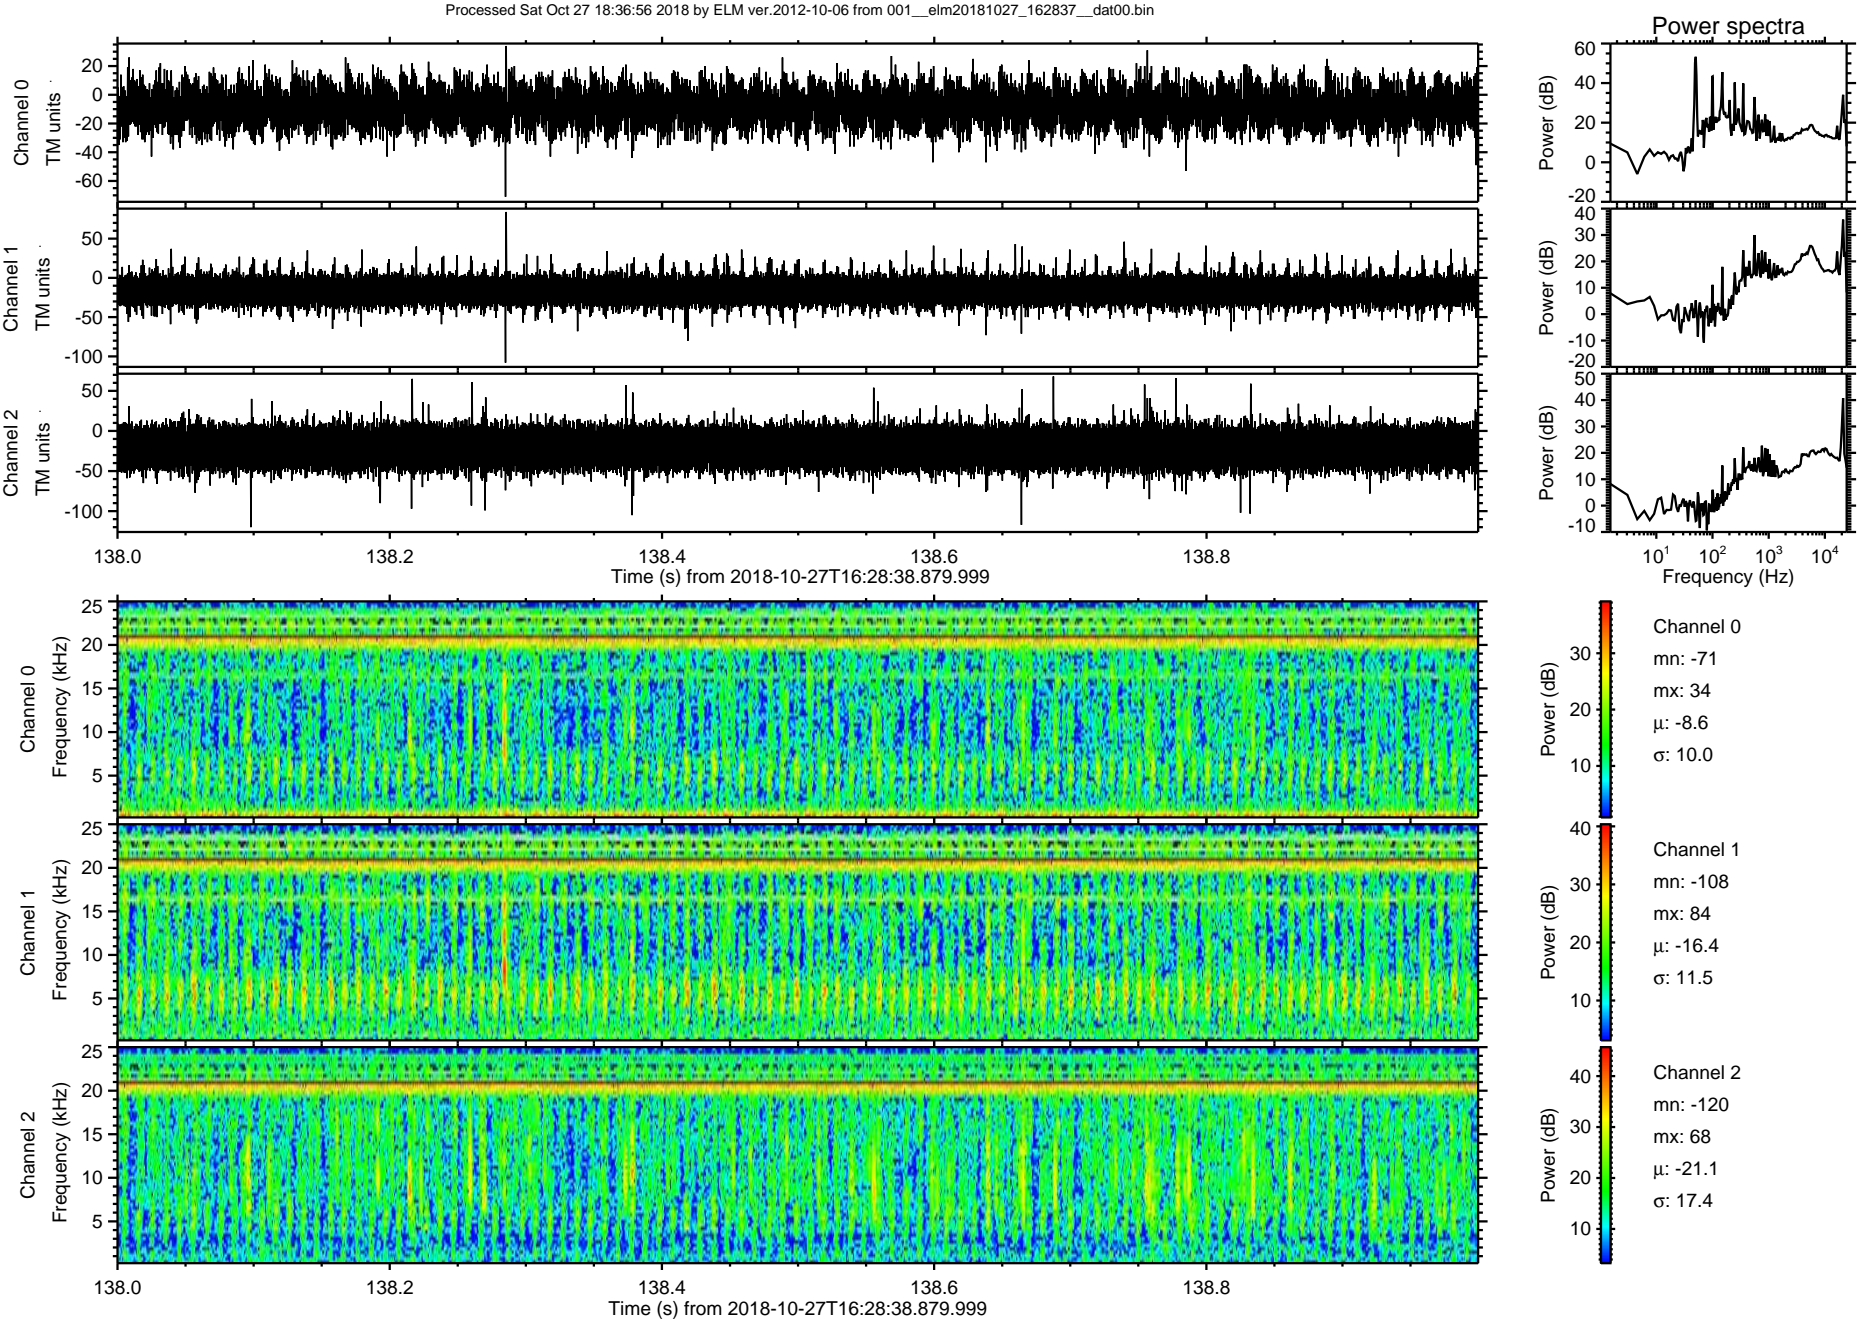 Processed Sat Oct 27 18:36:56 2018 by ELM ver.2012-10-06 from 001__elm20181027_162837__dat00.bin
Power spectra
Channel 0
TM units
20
0
-20
-40
-60
Power (dB)
60
40
20
0
-20
Channel 1
TM units
50
0
-50
-100
Power (dB)
40
30
20
10
0
-10
-20
Channel 2
TM units
50
0
-50
-100
Power (dB)
50
40
30
20
10
0
-10
138.0 138.2 138.4 138.6 138.8
Time (s) from 2018-10-27T16:28:38.879.999
10^1 10^2 10^3 10^4
Frequency (Hz)
Channel 0
Frequency (kHz)
25
20
15
10
5
Power (dB)
30
20
10
Channel 0
mn: -71
mx: 34
μ: -8.6
σ: 10.0
Channel 1
Frequency (kHz)
25
20
15
10
5
Power (dB)
40
30
20
10
Channel 1
mn: -108
mx: 84
μ: -16.4
σ: 11.5
Channel 2
Frequency (kHz)
25
20
15
10
5
Power (dB)
40
30
20
10
Channel 2
mn: -120
mx: 68
μ: -21.1
σ: 17.4
138.0 138.2 138.4 138.6 138.8
Time (s) from 2018-10-27T16:28:38.879.999